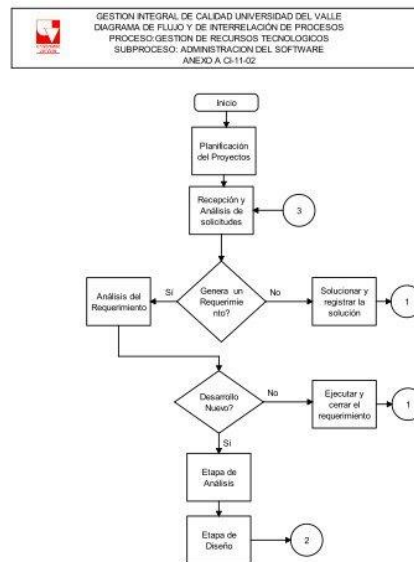 GESTION INTEGRAL DE CALIDAD UNIVERSIDAD DEL VALLE
DIAGRAMA DE FLUJO Y DE INTERRELACIÓN DE PROCESOS
PROCESO:GESTION DE RECURSOS TECNOLOGICOS
SUBPROCESO: ADMINISTRACION DEL SOFTWARE
ANEXO A CI-11-02
Inicio
Planificación
del Proyectos
Recepción y
Análisis de
solicitudes
3
Análisis del
Requerimiento
Sí
Genera un
Requerimie
nto?
No
Solucionar y
registrar la
solución
1
Desarrollo
Nuevo?
No
Ejecutar y
cerrar el
requerimiento
1
Sí
Etapa de
Análisis
Etapa de
Diseño
2